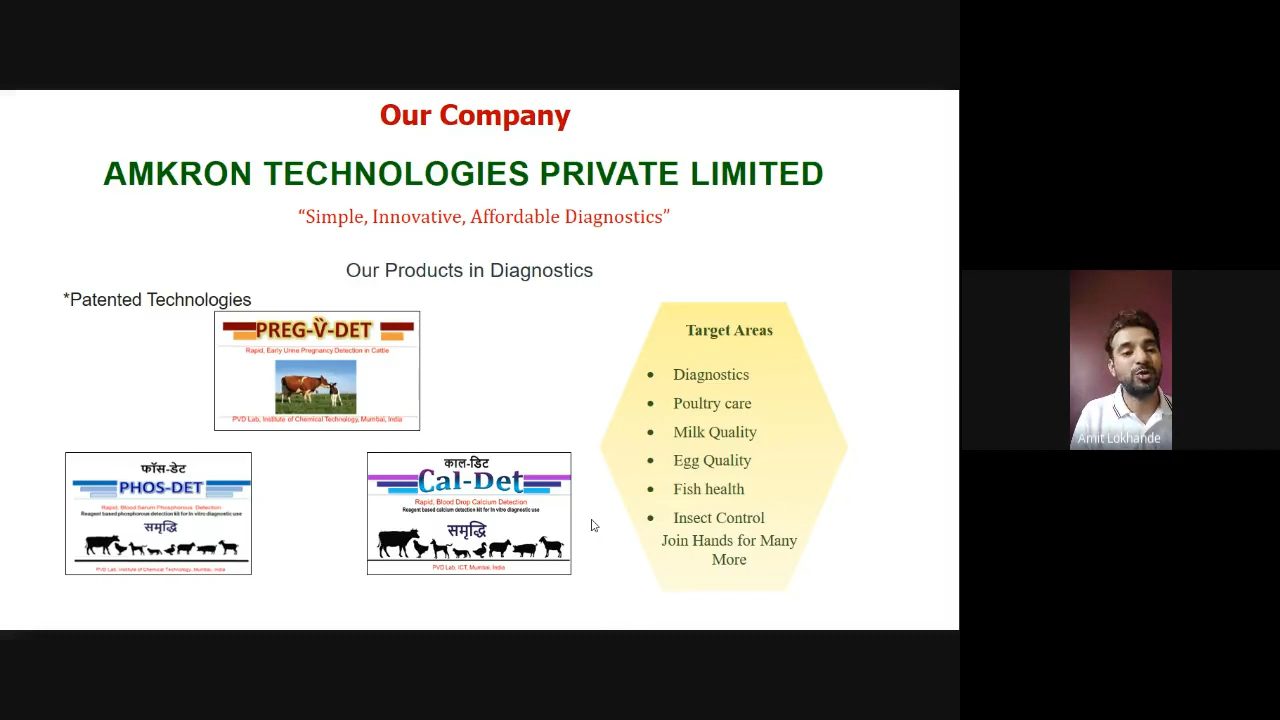 Our Company
AMKRON TECHNOLOGIES PRIVATE LIMITED
“Simple, Innovative, Affordable Diagnostics”
Our Products in Diagnostics
*Patented Technologies
PREG-V̏-DET
Rapid, Early Urine Pregnancy Detection in Cattle
PVD Lab, Institute of Chemical Technology, Mumbai, India
फॉस-डेट
PHOS-DET
Rapid, Blood Serum Phosphorous Detection
Reagent based phosphorous detection kit for In vitro diagnostic use
समृद्धि
PVD Lab, Institute of Chemical Technology, Mumbai, India
काल-डिट
Cal-Det
Rapid, Blood Drop Calcium Detection
Reagent based calcium detection kit for In vitro diagnostic use
समृद्धि
PVD Lab, ICT, Mumbai, India
Target Areas
• Diagnostics
• Poultry care
• Milk Quality
• Egg Quality
• Fish health
• Insect Control
Join Hands for Many
More
Amit Lokhande